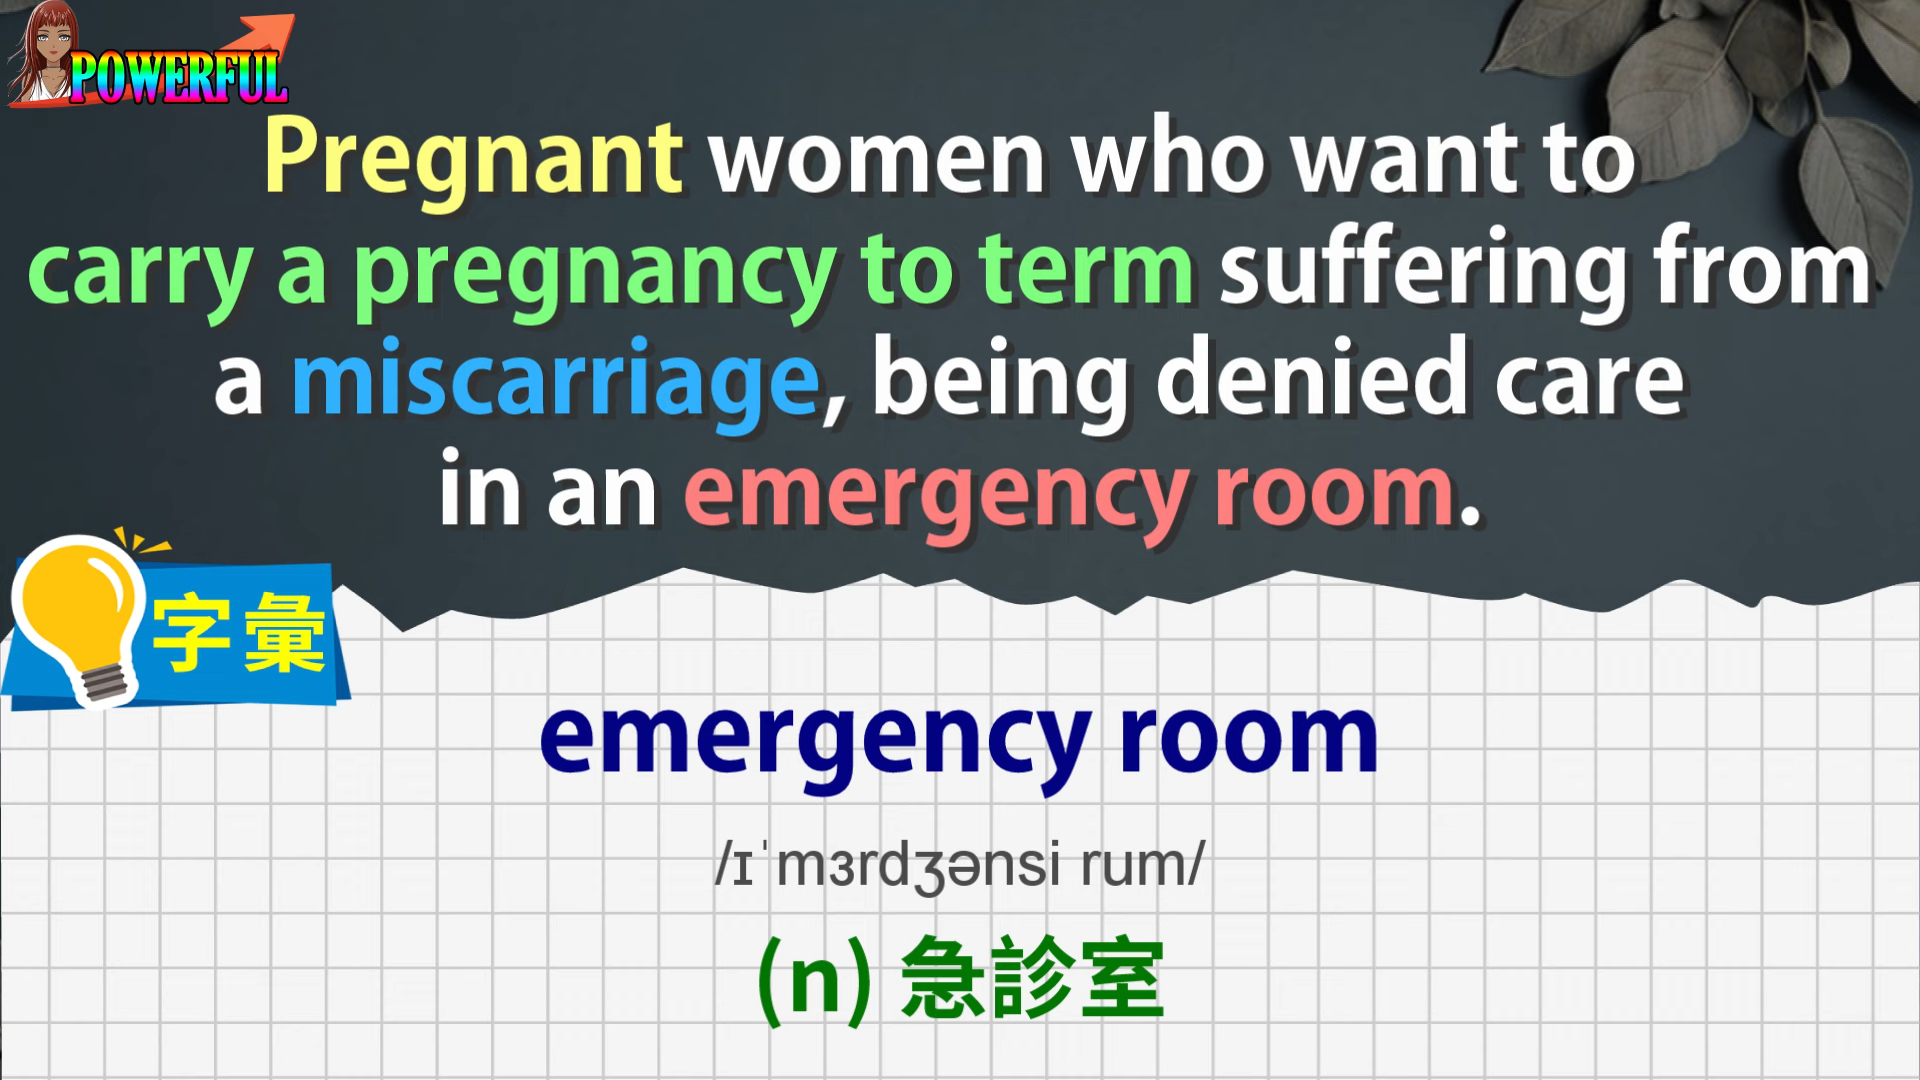 POWERFUL
Pregnant women who want to
carry a pregnancy to term suffering from
a miscarriage, being denied care
in an emergency room.
字彙
emergency room
/ɪˈmɜrdʒənsi rum/
(n) 急診室